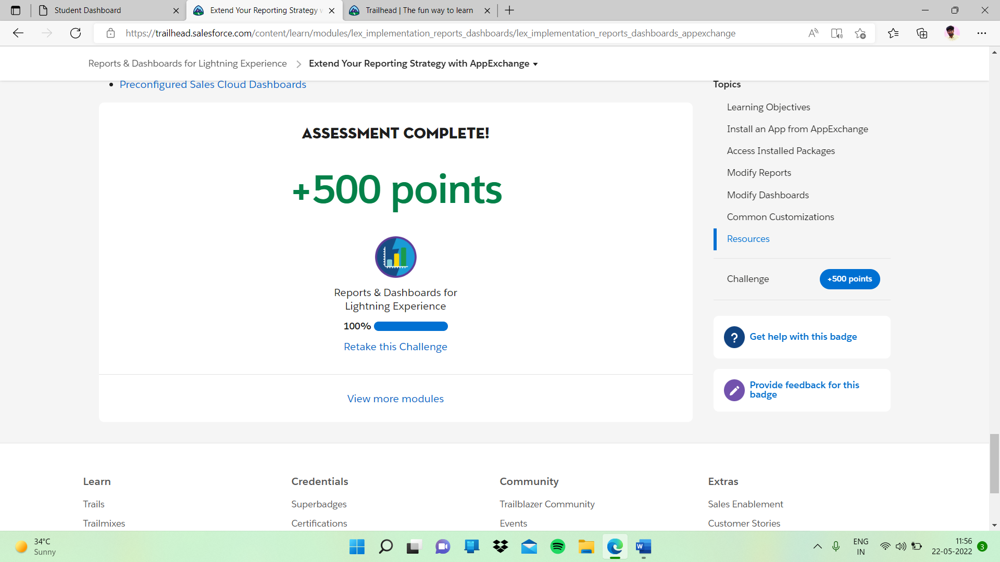 Student Dashboard
Extend Your Reporting Strategy w
Trailhead | The fun way to learn
https://trailhead.salesforce.com/content/learn/modules/lex_implementation_reports_dashboards/lex_implementation_reports_dashboards_appexchange
Reports & Dashboards for Lightning Experience
Extend Your Reporting Strategy with AppExchange
Preconfigured Sales Cloud Dashboards
ASSESSMENT COMPLETE!
+500 points
Reports & Dashboards for
Lightning Experience
100%
Retake this Challenge
View more modules
Topics
Learning Objectives
Install an App from AppExchange
Access Installed Packages
Modify Reports
Modify Dashboards
Common Customizations
Resources
Challenge
+500 points
?
Get help with this badge
Provide feedback for this
badge
Learn
Trails
Trailmixes
Credentials
Superbadges
Certifications
Community
Trailblazer Community
Events
Extras
Sales Enablement
Customer Stories
34°C
Sunny
W
ENG
IN
11:56
22-05-2022
3